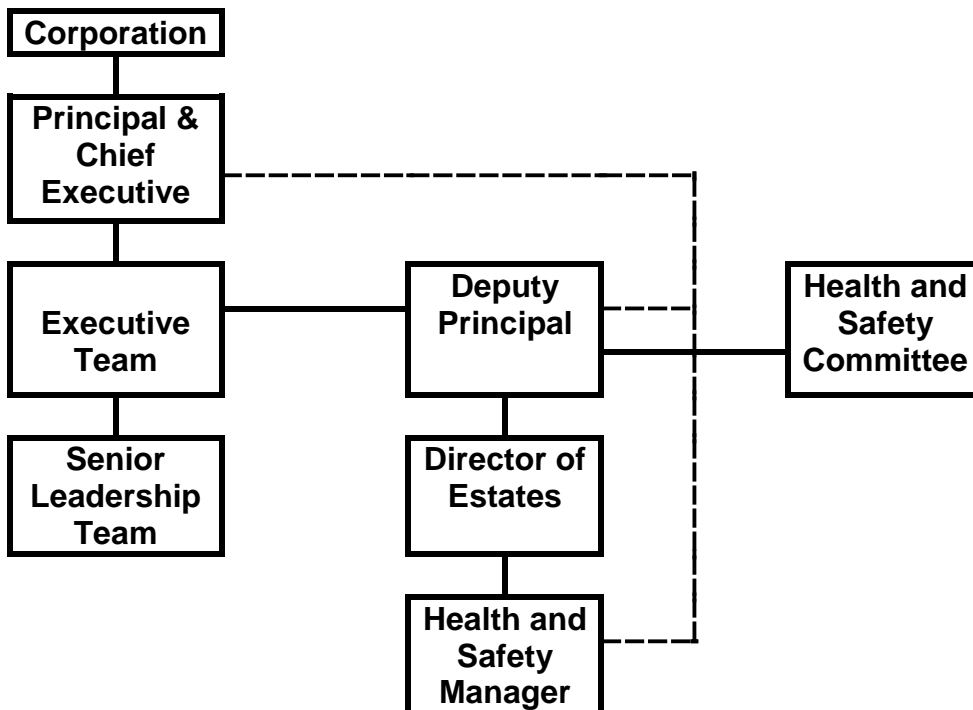 Corporation
Principal &
Chief
Executive
Executive
Team
Deputy
Principal
Health and
Safety
Committee
Senior
Leadership
Team
Director of
Estates
Health and
Safety
Manager